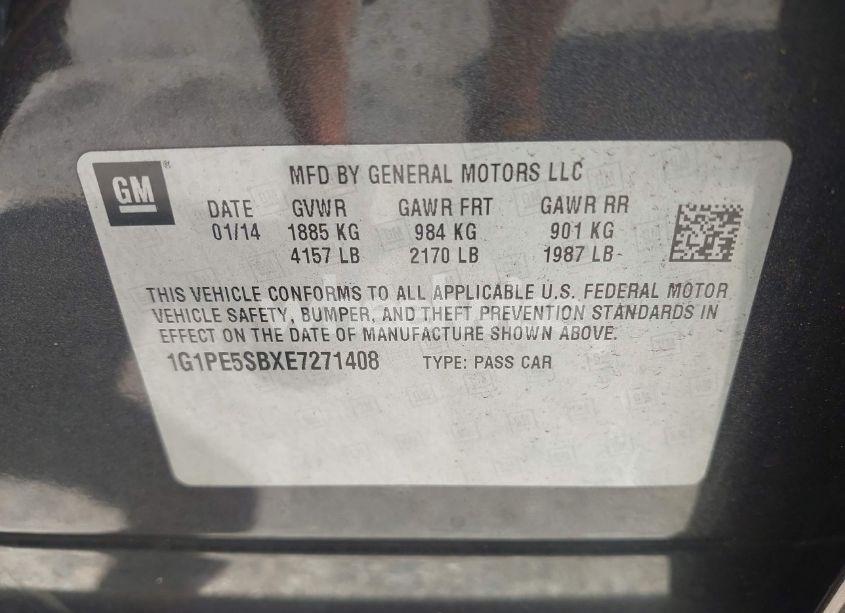 GM ®
MFD BY GENERAL MOTORS LLC
DATE GVWR GAWR FRT GAWR RR
01/14 1885 KG 984 KG 901 KG
4157 LB 2170 LB 1987 LB
THIS VEHICLE CONFORMS TO ALL APPLICABLE U.S. FEDERAL MOTOR
VEHICLE SAFETY, BUMPER, AND THEFT PREVENTION STANDARDS IN
EFFECT ON THE DATE OF MANUFACTURE SHOWN ABOVE.
1G1PE5SBXE7271408 TYPE: PASS CAR